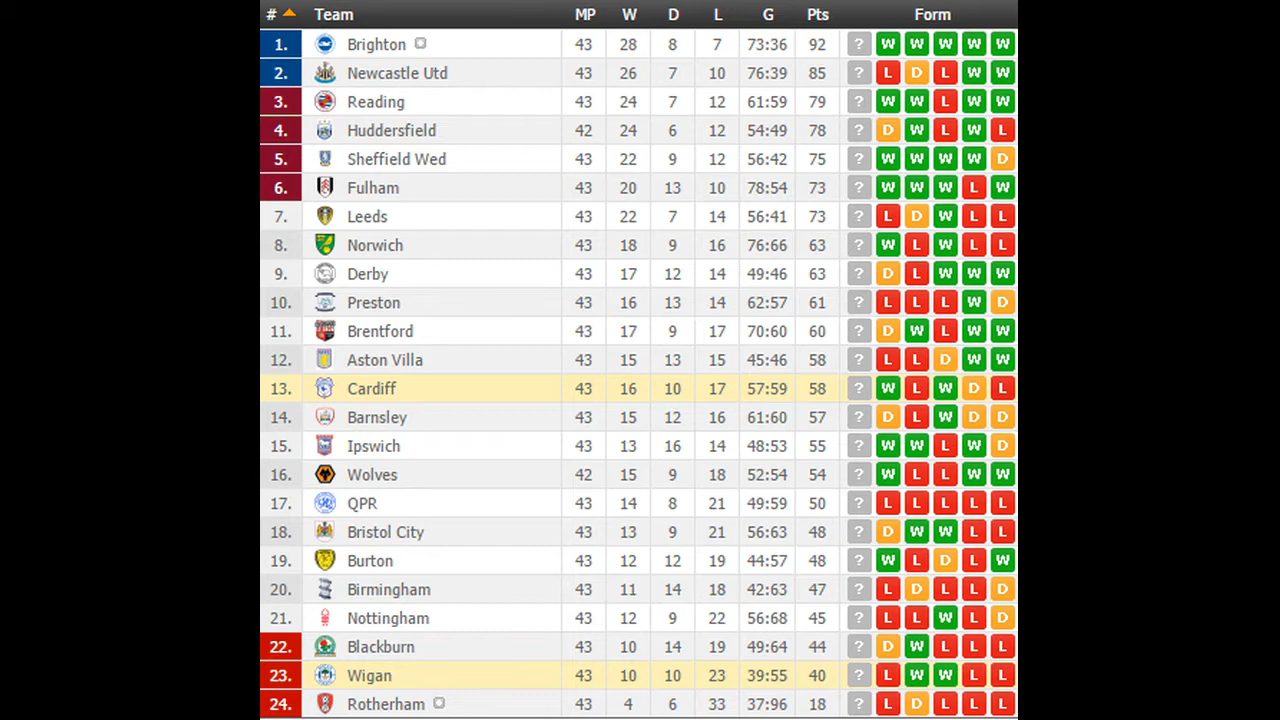 # Team MP W D L G Pts Form
1. Brighton 43 28 8 7 73:36 92 ? W W W W W
2. Newcastle Utd 43 26 7 10 76:39 85 ? L D L W W
3. Reading 43 24 7 12 61:59 79 ? W W L W W
4. Huddersfield 42 24 6 12 54:49 78 ? D W L W L
5. Sheffield Wed 43 22 9 12 56:42 75 ? W W W W D
6. Fulham 43 20 13 10 78:54 73 ? W W W L W
7. Leeds 43 22 7 14 56:41 73 ? L D W L L
8. Norwich 43 18 9 16 76:66 63 ? W L W L L
9. Derby 43 17 12 14 49:46 63 ? D L W W W
10. Preston 43 16 13 14 62:57 61 ? L L L W D
11. Brentford 43 17 9 17 70:60 60 ? D W L W W
12. Aston Villa 43 15 13 15 45:46 58 ? L L D W W
13. Cardiff 43 16 10 17 57:59 58 ? W L W D L
14. Barnsley 43 15 12 16 61:60 57 ? D L W D D
15. Ipswich 43 13 16 14 48:53 55 ? W W L W D
16. Wolves 42 15 9 18 52:54 54 ? W L L W W
17. QPR 43 14 8 21 49:59 50 ? L L L L L
18. Bristol City 43 13 9 21 56:63 48 ? D W W L L
19. Burton 43 12 12 19 44:57 48 ? W L D L W
20. Birmingham 43 11 14 18 42:63 47 ? L D L L D
21. Nottingham 43 12 9 22 56:68 45 ? L L W L D
22. Blackburn 43 10 14 19 49:64 44 ? D W L L L
23. Wigan 43 10 10 23 39:55 40 ? L W W L L
24. Rotherham 43 4 6 33 37:96 18 ? L D L L L